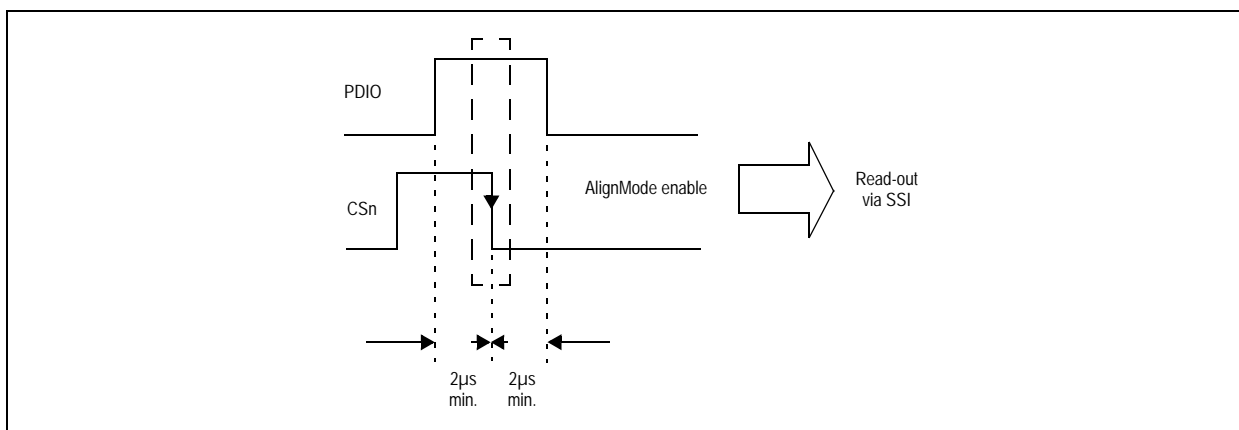 PDIO
CSn
AlignMode enable
Read-out
via SSI
2µs
min.
2µs
min.